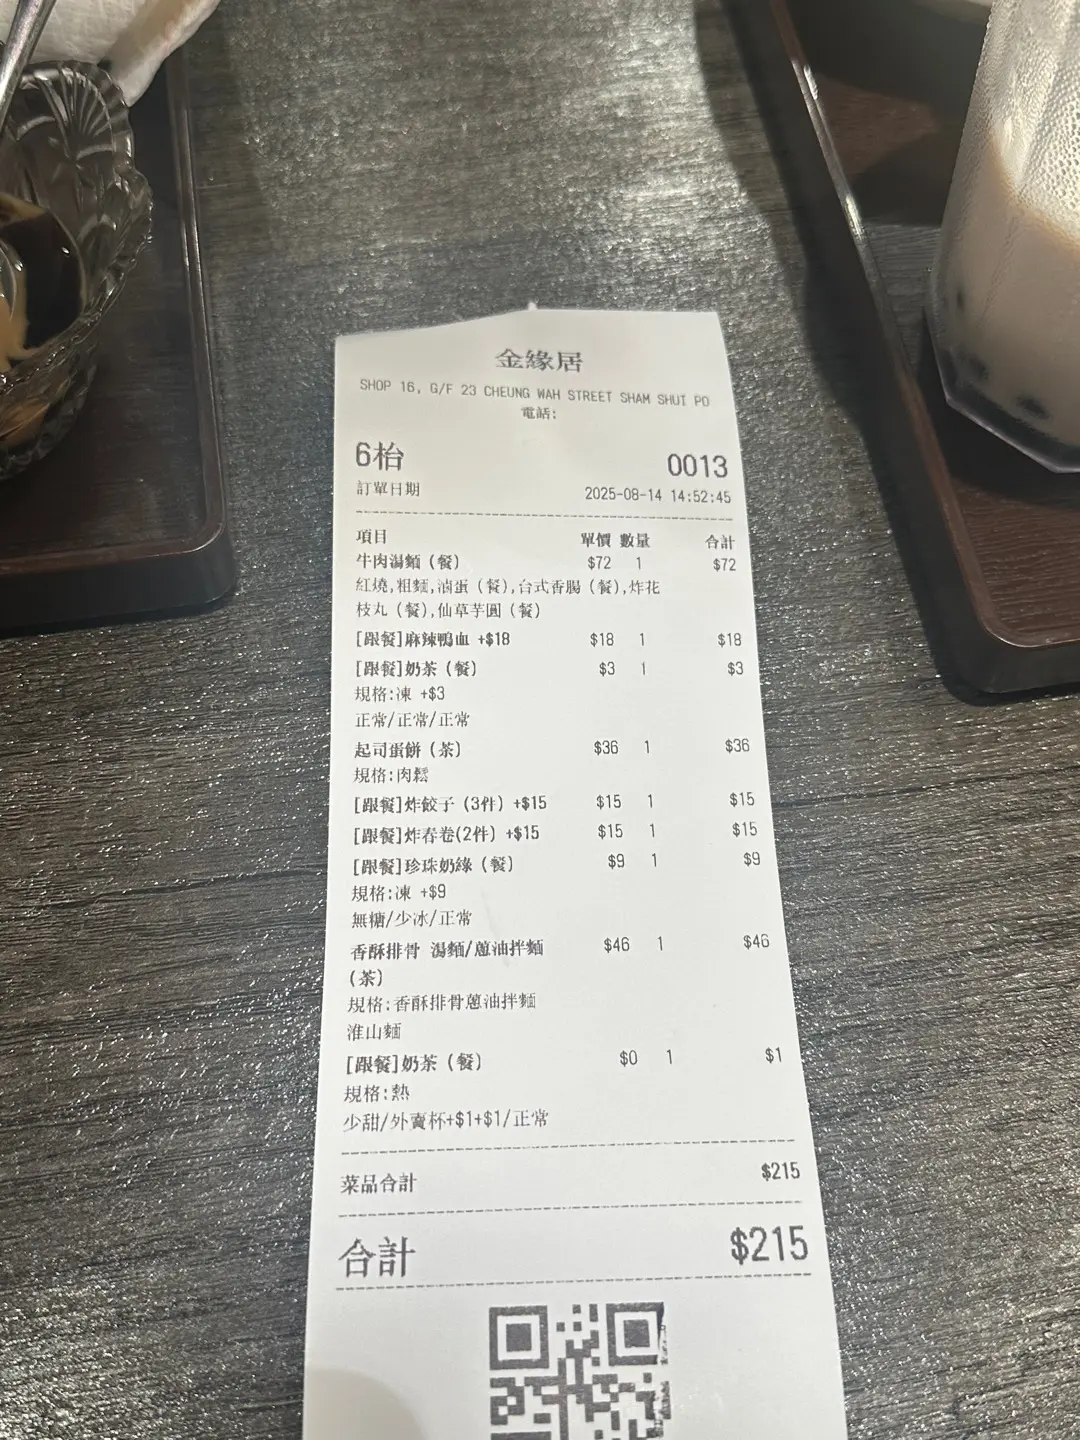 金緣居
SHOP 16, G/F 23 CHEUNG WAH STREET SHAM SHUI PO
電話:
6枱 0013
訂單日期 2025-08-14 14:52:45
項目 單價 數量 合計
牛肉湯麵 (餐) $72 1 $72
紅燒,粗麵,滷蛋 (餐),台式香腸 (餐),炸花
枝丸 (餐),仙草芋圓 (餐)
[跟餐]麻辣鴨血 +$18 $18 1 $18
[跟餐]奶茶 (餐) $3 1 $3
規格:凍 +$3
正常/正常/正常
起司蛋餅 (茶) $36 1 $36
規格:肉鬆
[跟餐]炸餃子 (3件) +$15 $15 1 $15
[跟餐]炸春卷(2件) +$15 $15 1 $15
[跟餐]珍珠奶綠 (餐) $9 1 $9
規格:凍 +$9
無糖/少冰/正常
香酥排骨 湯麵/蔥油拌麵 $46 1 $46
(茶)
規格:香酥排骨蔥油拌麵
淮山麵
[跟餐]奶茶 (餐) $0 1 $1
規格:熱
少甜/外賣杯+$1+$1/正常
菜品合計 $215
合計 $215